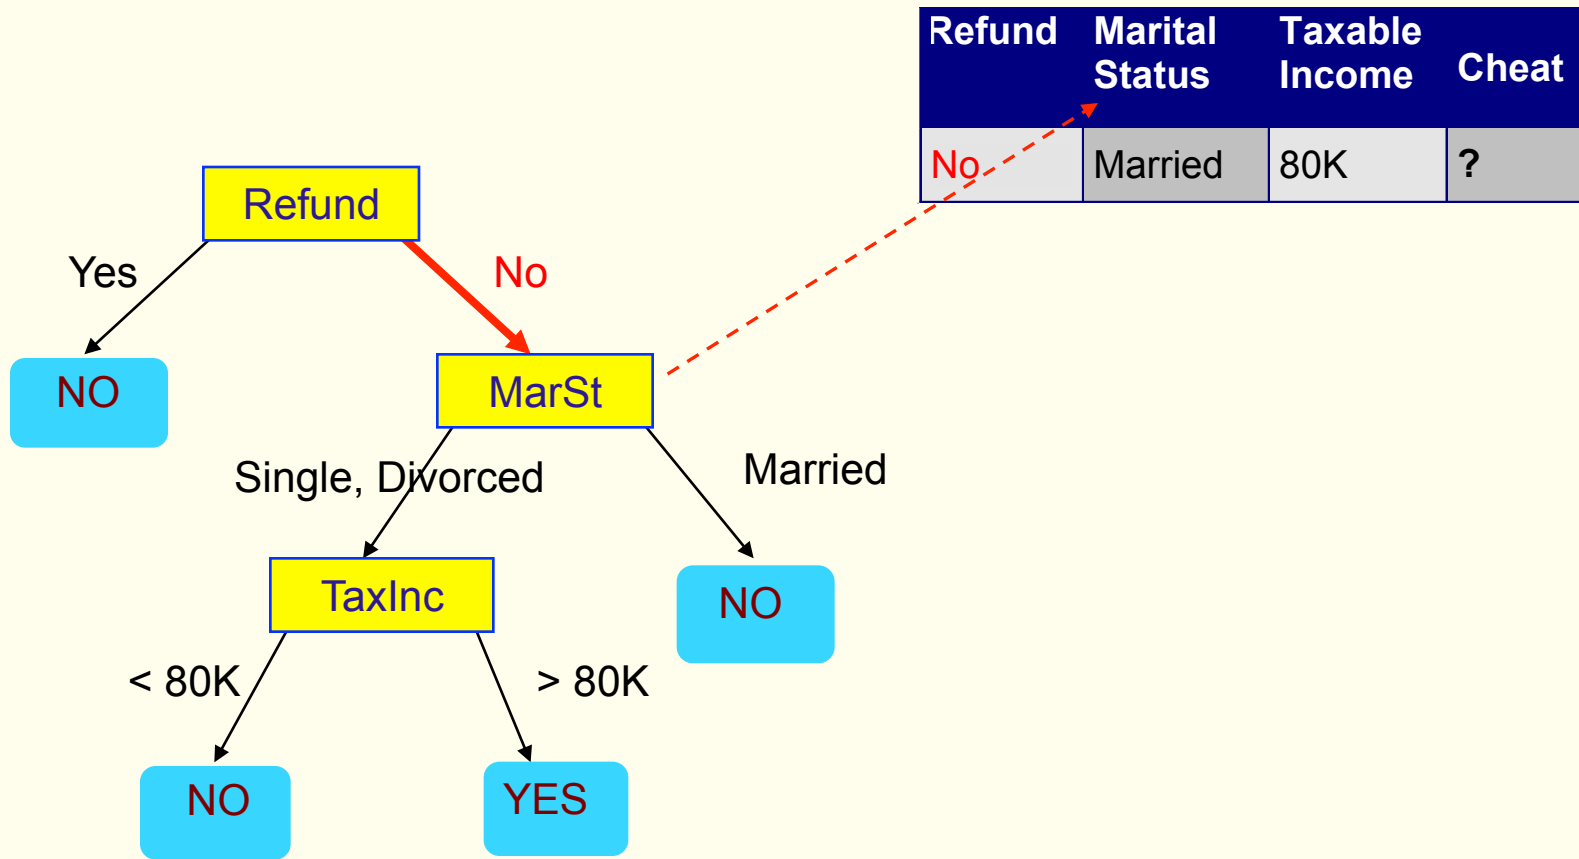 Refund Marital Status Taxable Income Cheat
No Married 80K ?
Refund
Yes
No
NO
MarSt
Single, Divorced
Married
TaxInc
NO
< 80K
> 80K
NO
YES